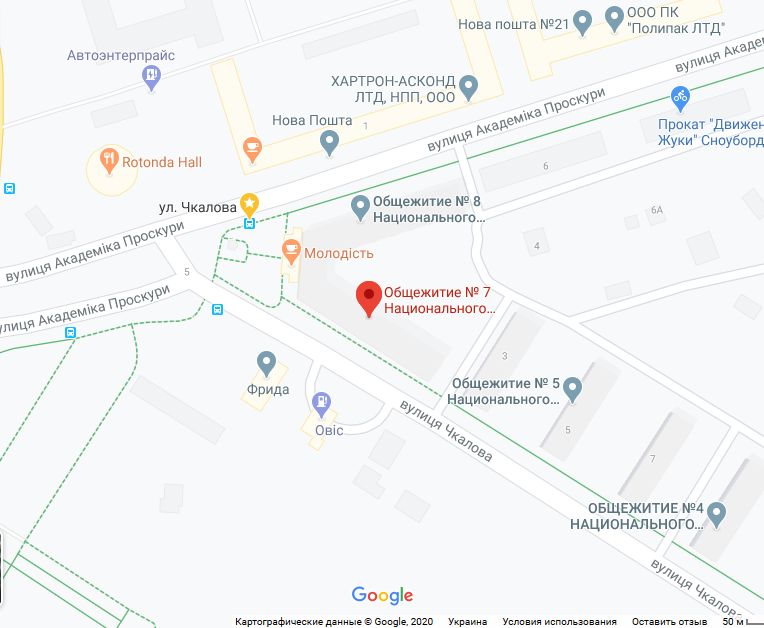 Нова пошта №21
ООО ПК
"Полипак ЛТД"
Автоэнтерпрайс
вулиця Акаде
ХАРТРОН-АСКОНД
ЛТД, НПП, ООО
вулиця Академіка Проскури
Нова Пошта
1
Прокат "Движен
Жуки" Сноуборд
Rotonda Hall
6
ул. Чкалова
Общежитие № 8
Национального...
6А
вулиця Академіка Проскури
4
Молодість
5
Общежитие № 7
Национального...
улиця Академіка Проскури
3
Фрида
Общежитие № 5
Национального...
Овіс
вулиця Чкалова
5
7
ОБЩЕЖИТИЕ №4
НАЦИОНАЛЬНОГО...
вулиця Чкалова
Google
Картографические данные © Google, 2020 Украина Условия использования Оставить отзыв 50 м